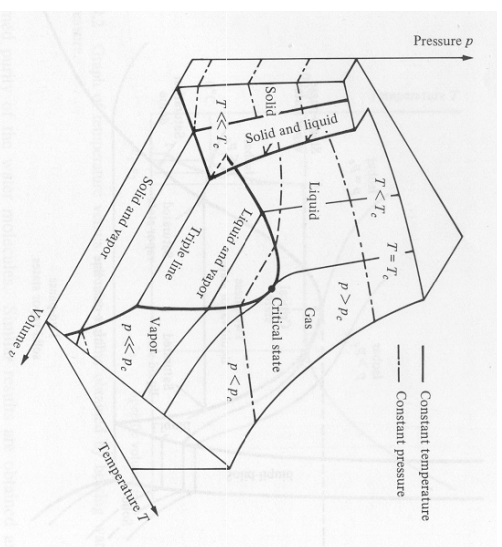 Pressure p
Solid
T ≪ Tc
Solid and liquid
Liquid
T < Tc
T = Tc
Solid and vapor
Triple line
Liquid and vapor
Critical state
Gas
p > pc
Vapor
p ≪ pc
p < pc
Volume v
Temperature T
Constant temperature
Constant pressure